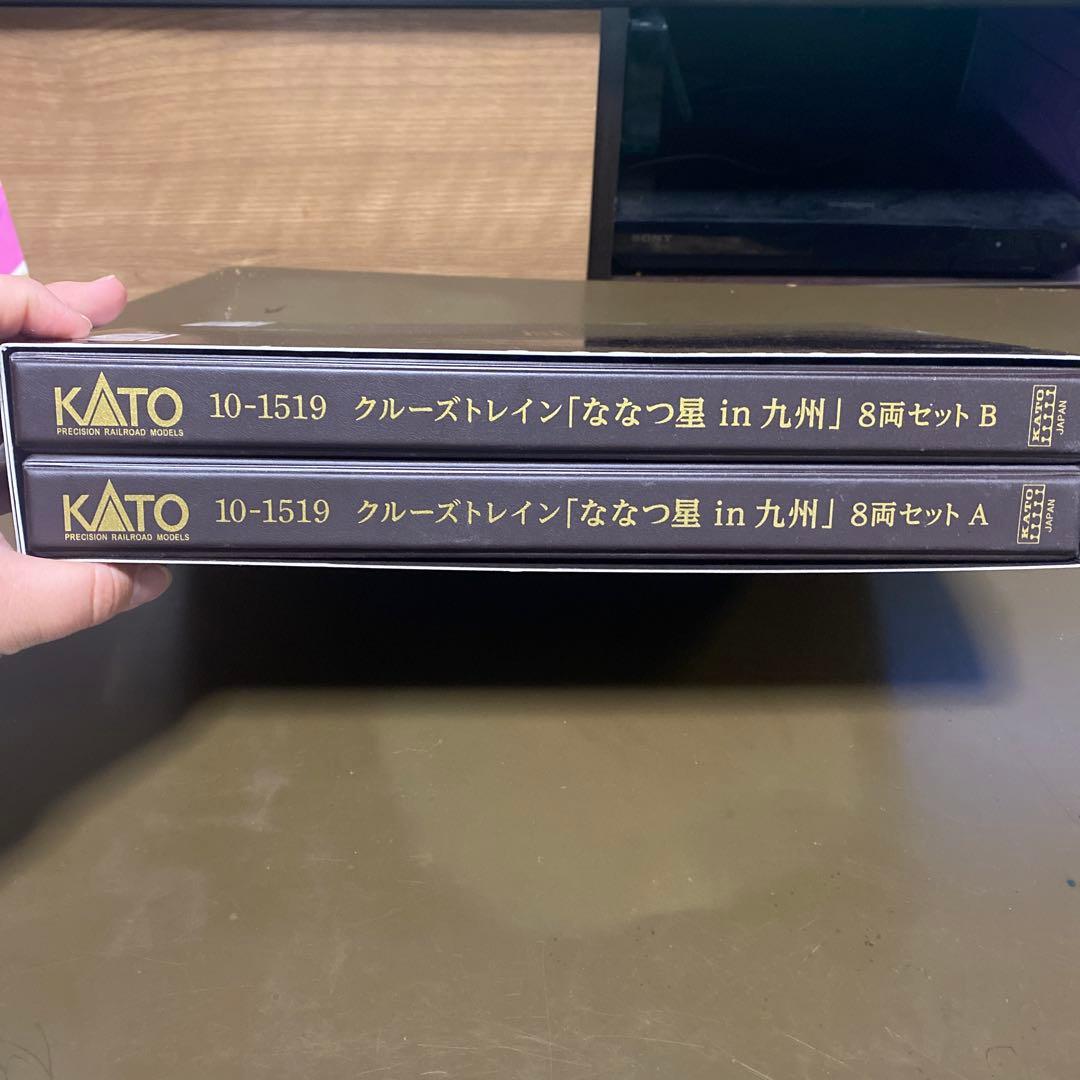 SONY
KATO 10-1519 クルーズトレイン「ななつ星 in 九州」 8両セット B KATO JAPAN
PRECISION RAILROAD MODELS
KATO 10-1519 クルーズトレイン「ななつ星 in 九州」 8両セット A KATO JAPAN
PRECISION RAILROAD MODELS